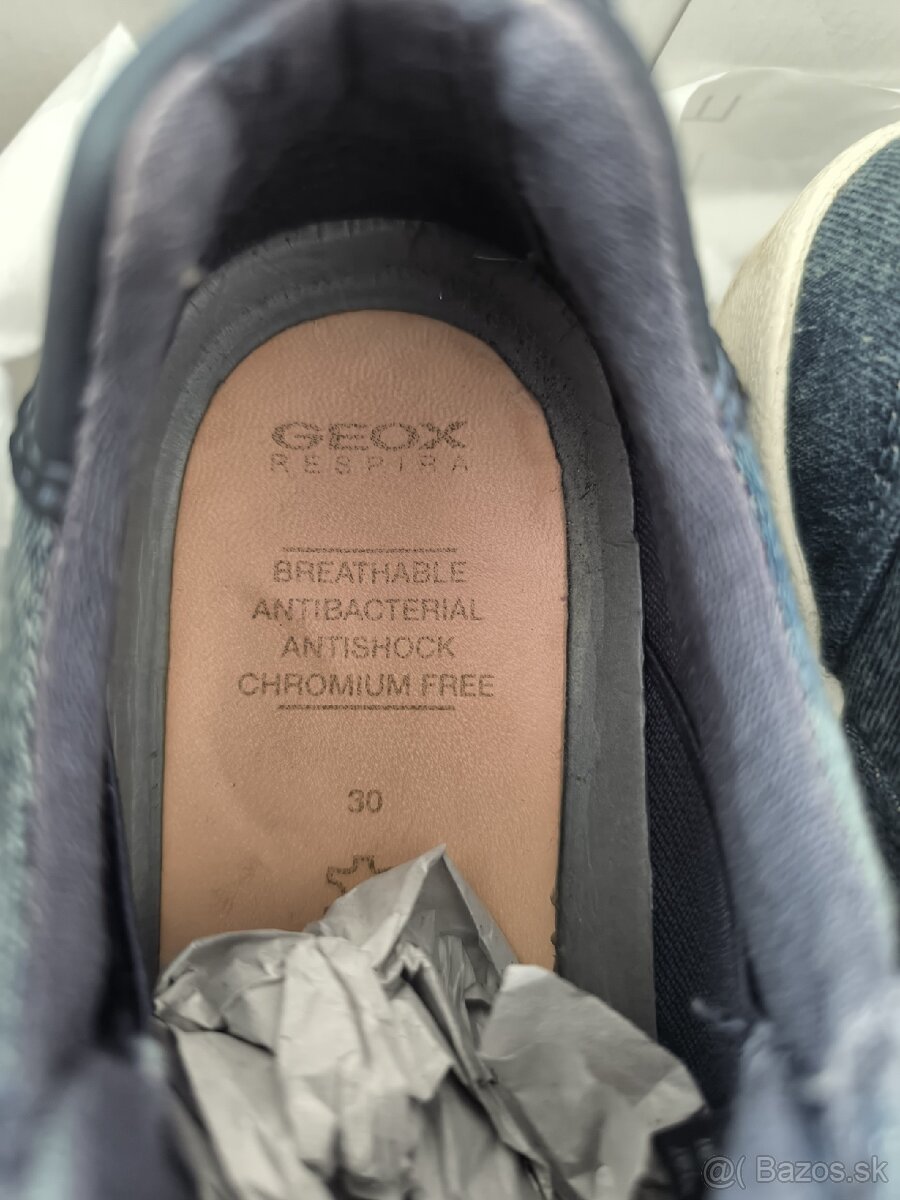 GEOX
RESPIRA
BREATHABLE
ANTIBACTERIAL
ANTISHOCK
CHROMIUM FREE
30
@( Bazos.sk